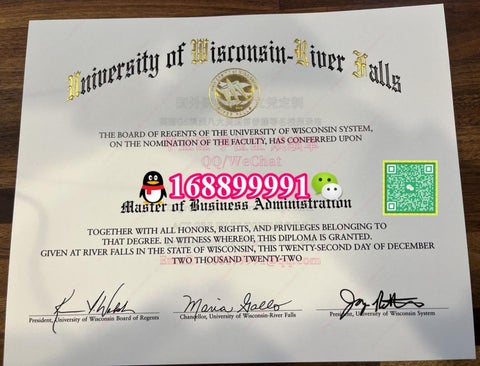 University of Wisconsin-River Falls
THE BOARD OF REGENTS OF THE UNIVERSITY OF WISCONSIN SYSTEM,
ON THE NOMINATION OF THE FACULTY, HAS CONFERRED UPON
QQ/WeChat
168899991
Master of Business Administration
TOGETHER WITH ALL HONORS, RIGHTS, AND PRIVILEGES BELONGING TO
THAT DEGREE. IN WITNESS WHEREOF, THIS DIPLOMA IS GRANTED.
GIVEN AT RIVER FALLS IN THE STATE OF WISCONSIN, THIS TWENTY-SECOND DAY OF DECEMBER
TWO THOUSAND TWENTY-TWO
Maria Gallo
President, University of Wisconsin Board of Regents
Chancellor, University of Wisconsin-River Falls
President, University of Wisconsin System